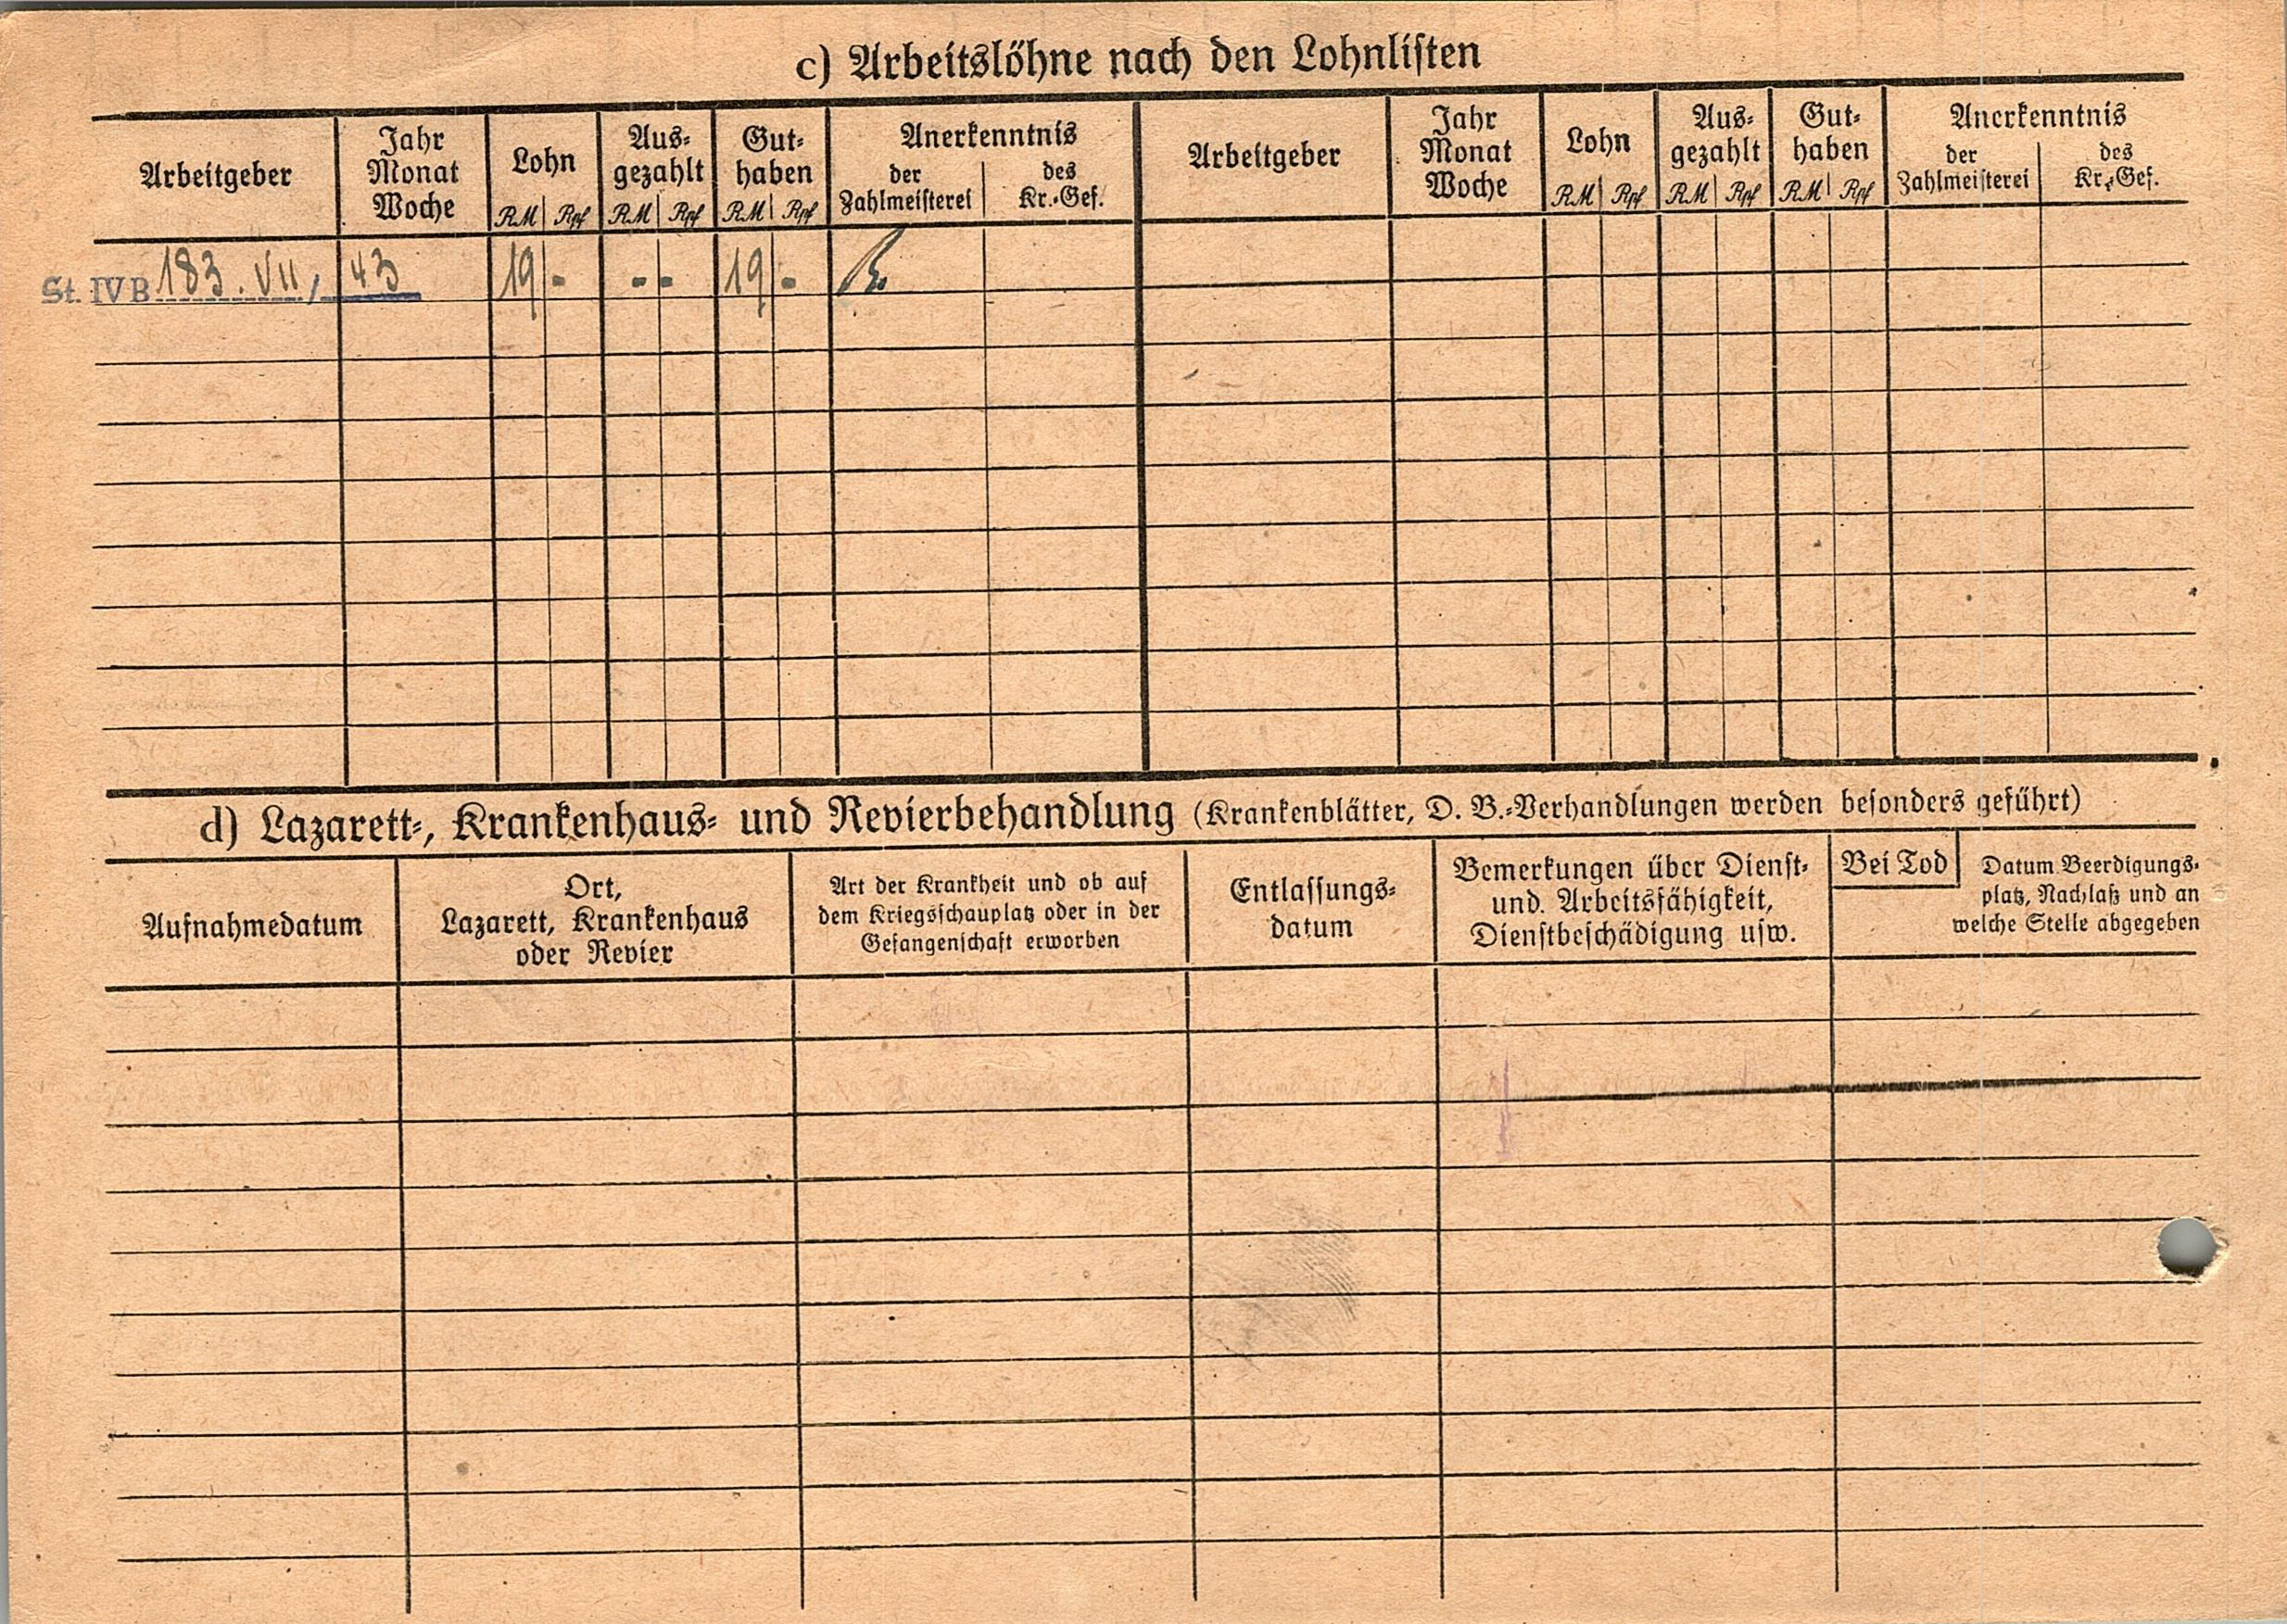 c) Arbeitslöhne nach den Lohnlisten
Arbeitgeber
Jahr
Monat
Woche
Lohn
RM Rpf
Aus-
gezahlt
RM Rpf
Gut-
haben
RM Rpf
Anerkenntnis
der
Zahlmeisterei
des
Kr.-Gef.
Arbeitgeber
Jahr
Monat
Woche
Lohn
RM Rpf
Aus-
gezahlt
RM Rpf
Gut-
haben
RM Rpf
Anerkenntnis
der
Zahlmeisterei
des
Kr.-Gef.
St. IV B 183. VII, 43 19 - - - 19 -
d) Lazarett-, Krankenhaus- und Revierbehandlung (Krankenblätter, D. B.-Verhandlungen werden besonders geführt)
Aufnahmedatum
Ort,
Lazarett, Krankenhaus
oder Revier
Art der Krankheit und ob auf
dem Kriegsschauplatz oder in der
Gefangenschaft erworben
Entlassungs-
datum
Bemerkungen über Dienst-
und Arbeitsfähigkeit,
Dienstbeschädigung usw.
Bei Tod
Datum Beerdigungs-
platz, Nachlaß und an
welche Stelle abgegeben